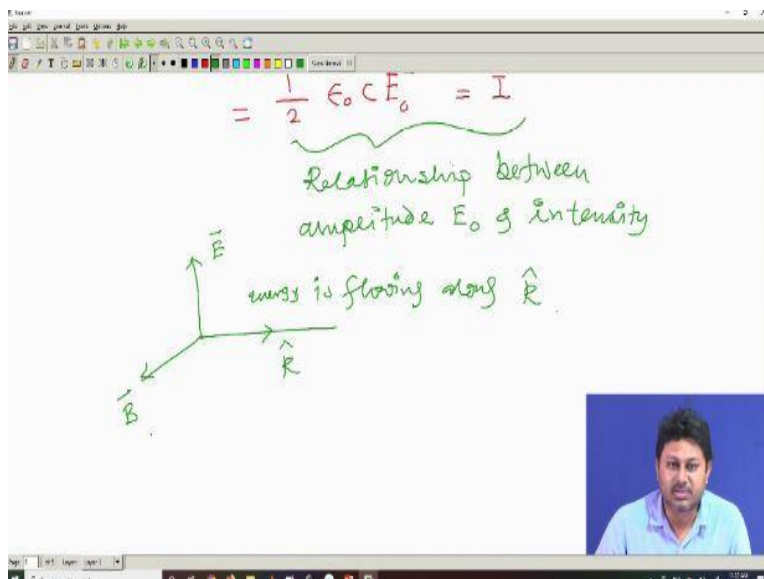 = 1/2 ϵ₀ c E₀ = I
Relationship between
amplitude E₀ & intensity
E⃗
energy is flowing along k̂
k̂
B⃗